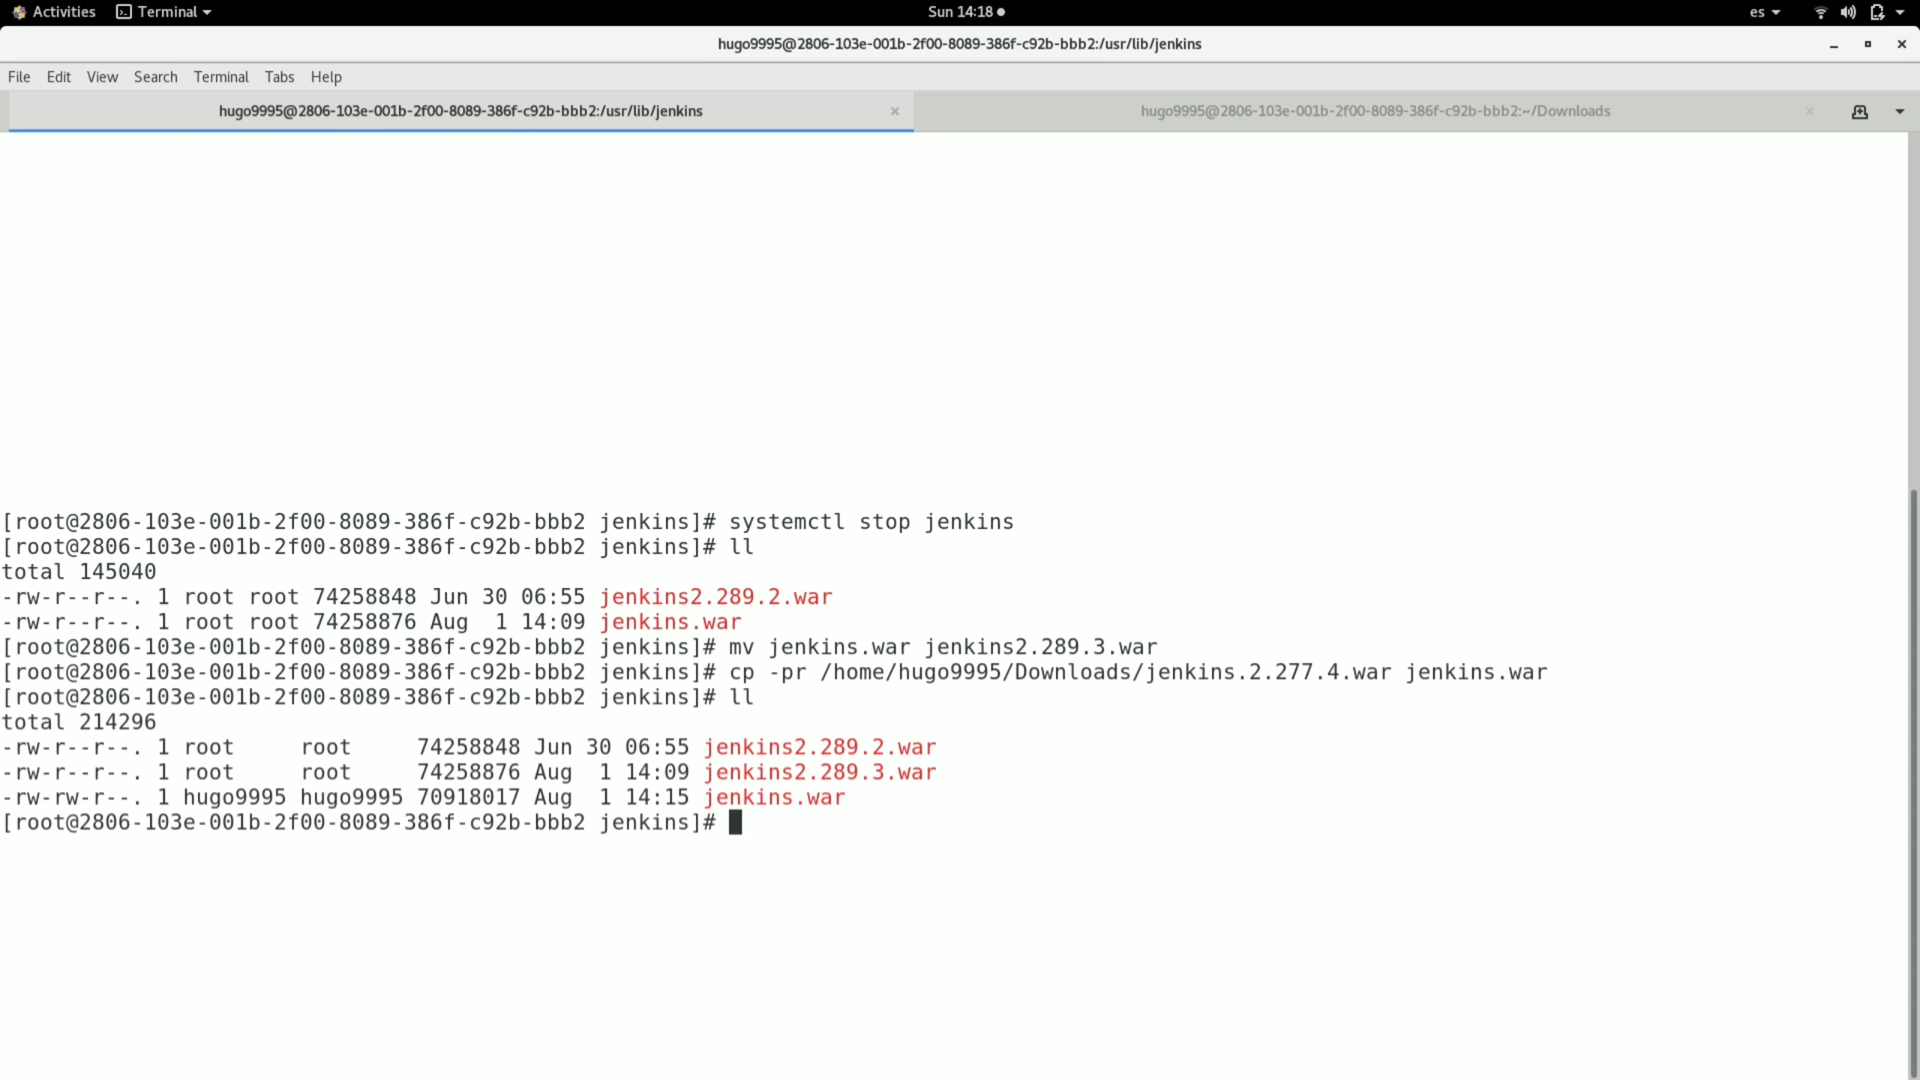 Activities Terminal Sun 14:18 es
hugo9995@2806-103e-001b-2f00-8089-386f-c92b-bbb2:/usr/lib/jenkins
File Edit View Search Terminal Tabs Help
hugo9995@2806-103e-001b-2f00-8089-386f-c92b-bbb2:/usr/lib/jenkins hugo9995@2806-103e-001b-2f00-8089-386f-c92b-bbb2:~/Downloads
[root@2806-103e-001b-2f00-8089-386f-c92b-bbb2 jenkins]# systemctl stop jenkins
[root@2806-103e-001b-2f00-8089-386f-c92b-bbb2 jenkins]# ll
total 145040
-rw-r--r--. 1 root root 74258848 Jun 30 06:55 jenkins2.289.2.war
-rw-r--r--. 1 root root 74258876 Aug  1 14:09 jenkins.war
[root@2806-103e-001b-2f00-8089-386f-c92b-bbb2 jenkins]# mv jenkins.war jenkins2.289.3.war
[root@2806-103e-001b-2f00-8089-386f-c92b-bbb2 jenkins]# cp -pr /home/hugo9995/Downloads/jenkins.2.277.4.war jenkins.war
[root@2806-103e-001b-2f00-8089-386f-c92b-bbb2 jenkins]# ll
total 214296
-rw-r--r--. 1 root     root     74258848 Jun 30 06:55 jenkins2.289.2.war
-rw-r--r--. 1 root     root     74258876 Aug  1 14:09 jenkins2.289.3.war
-rw-rw-r--. 1 hugo9995 hugo9995 70918017 Aug  1 14:15 jenkins.war
[root@2806-103e-001b-2f00-8089-386f-c92b-bbb2 jenkins]#